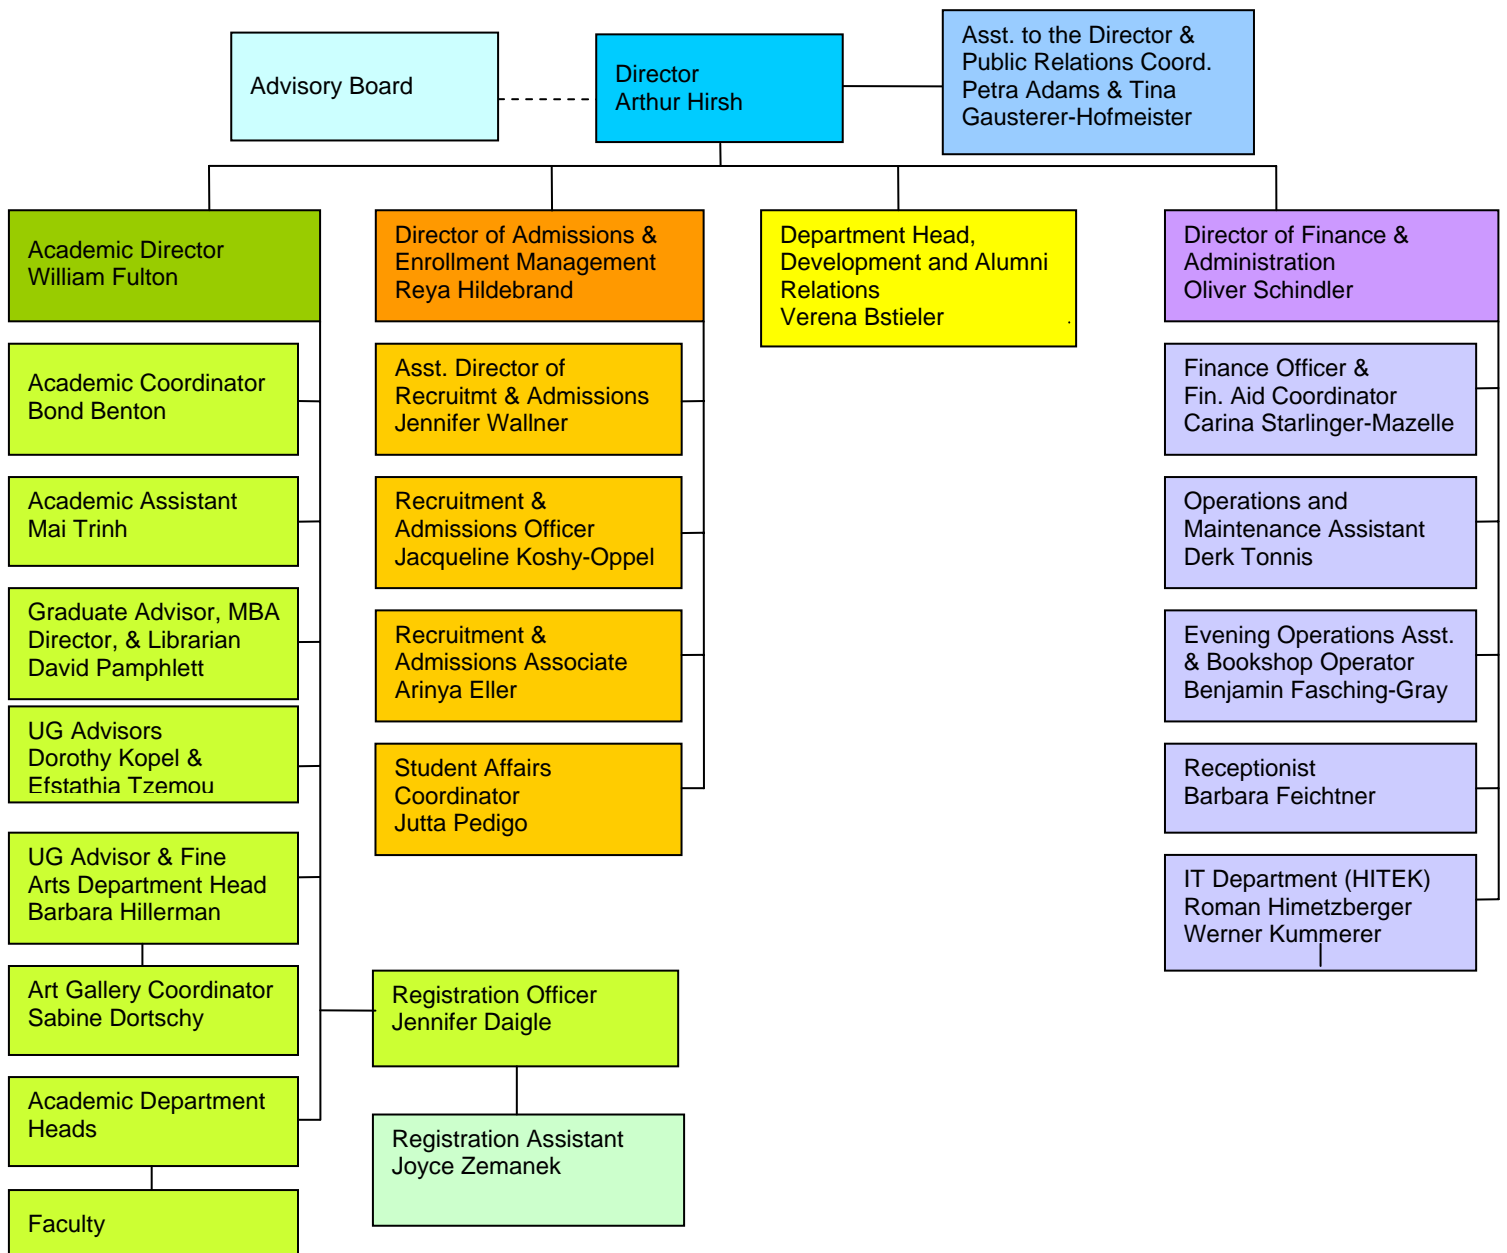 Advisory Board
Director
Arthur Hirsh
Asst. to the Director &
Public Relations Coord.
Petra Adams & Tina
Gausterer-Hofmeister
Academic Director
William Fulton
Director of Admissions &
Enrollment Management
Reya Hildebrand
Department Head,
Development and Alumni
Relations
Verena Bstieler
.
Director of Finance &
Administration
Oliver Schindler
Academic Coordinator
Bond Benton
Academic Assistant
Mai Trinh
Graduate Advisor, MBA
Director, & Librarian
David Pamphlett
UG Advisors
Dorothy Kopel &
Efstathia Tzemou
UG Advisor & Fine
Arts Department Head
Barbara Hillerman
Art Gallery Coordinator
Sabine Dortschy
Academic Department
Heads
Faculty
Asst. Director of
Recruitmt & Admissions
Jennifer Wallner
Recruitment &
Admissions Officer
Jacqueline Koshy-Oppel
Recruitment &
Admissions Associate
Arinya Eller
Student Affairs
Coordinator
Jutta Pedigo
Registration Officer
Jennifer Daigle
Registration Assistant
Joyce Zemanek
Finance Officer &
Fin. Aid Coordinator
Carina Starlinger-Mazelle
Operations and
Maintenance Assistant
Derk Tonnis
Evening Operations Asst.
& Bookshop Operator
Benjamin Fasching-Gray
Receptionist
Barbara Feichtner
IT Department (HITEK)
Roman Himetzberger
Werner Kummerer